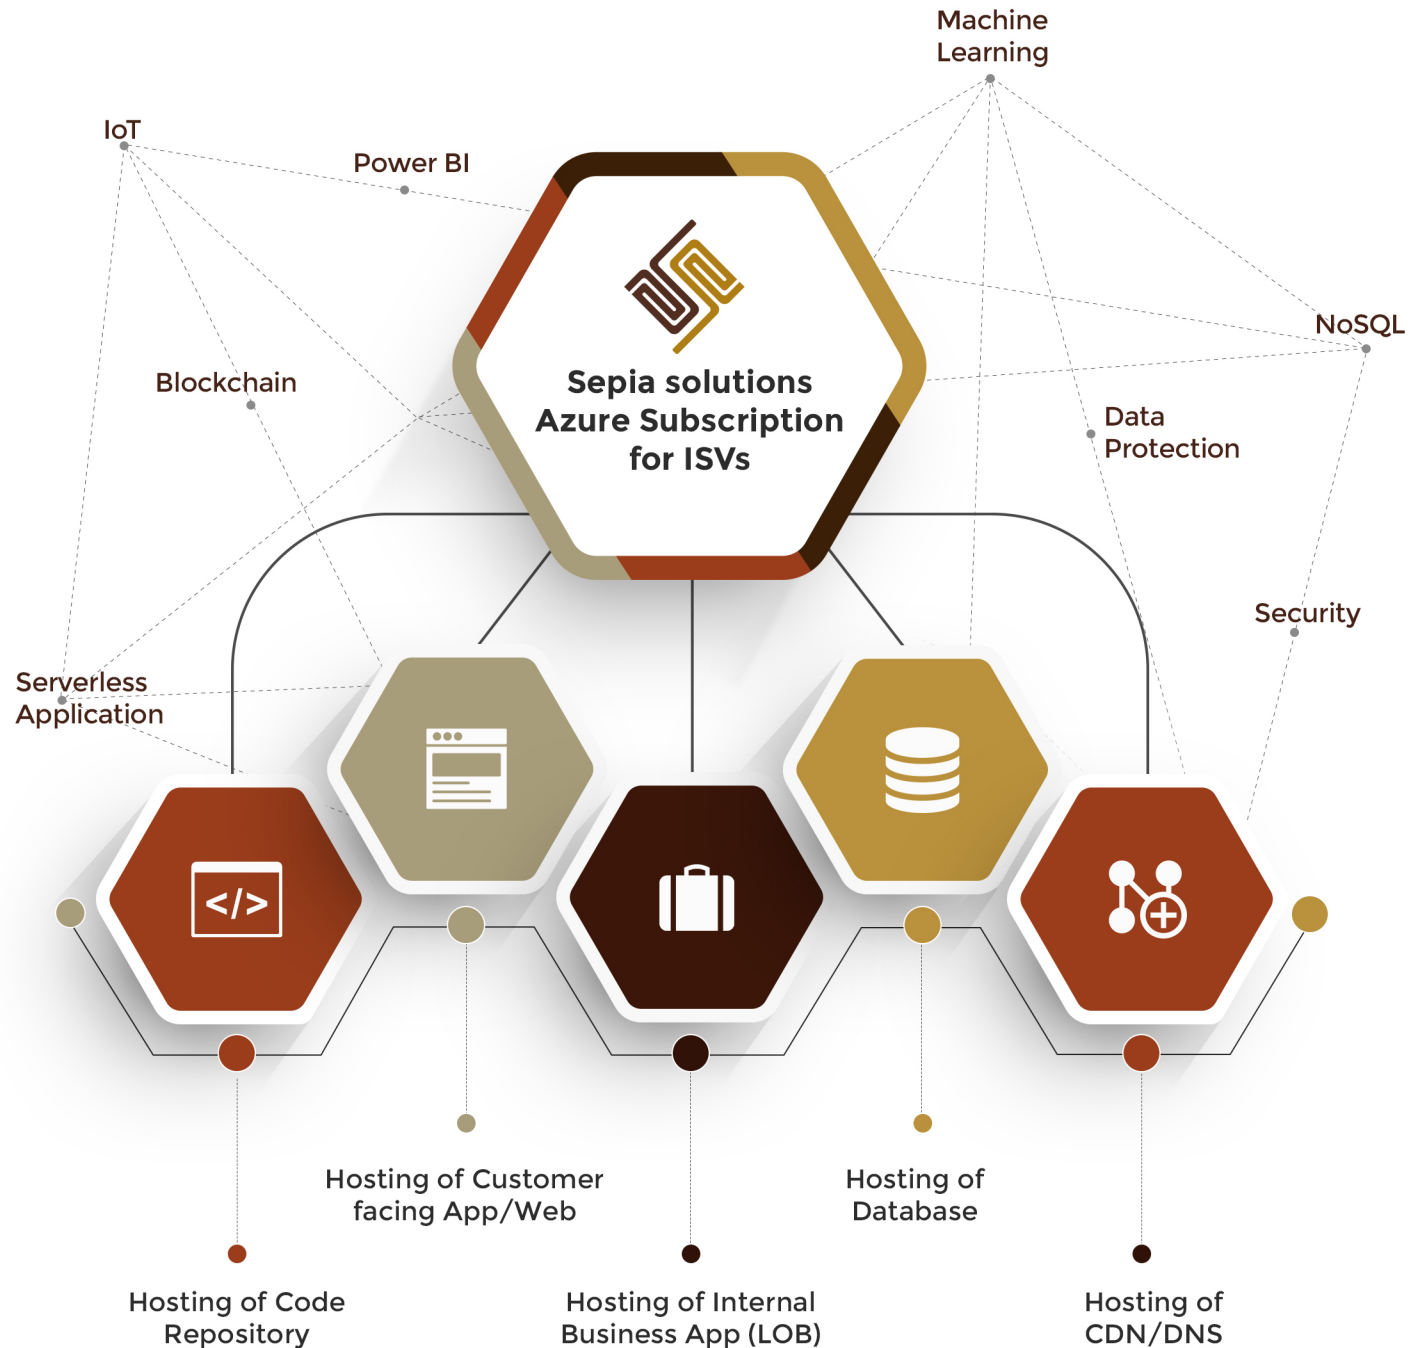 Machine
Learning
IoT
Power BI
NoSQL
Sepia solutions
Azure Subscription
for ISVs
Blockchain
Data
Protection
Security
Serverless
Application
</>
Hosting of Customer
facing App/Web
Hosting of
Database
Hosting of Code
Repository
Hosting of Internal
Business App (LOB)
Hosting of
CDN/DNS